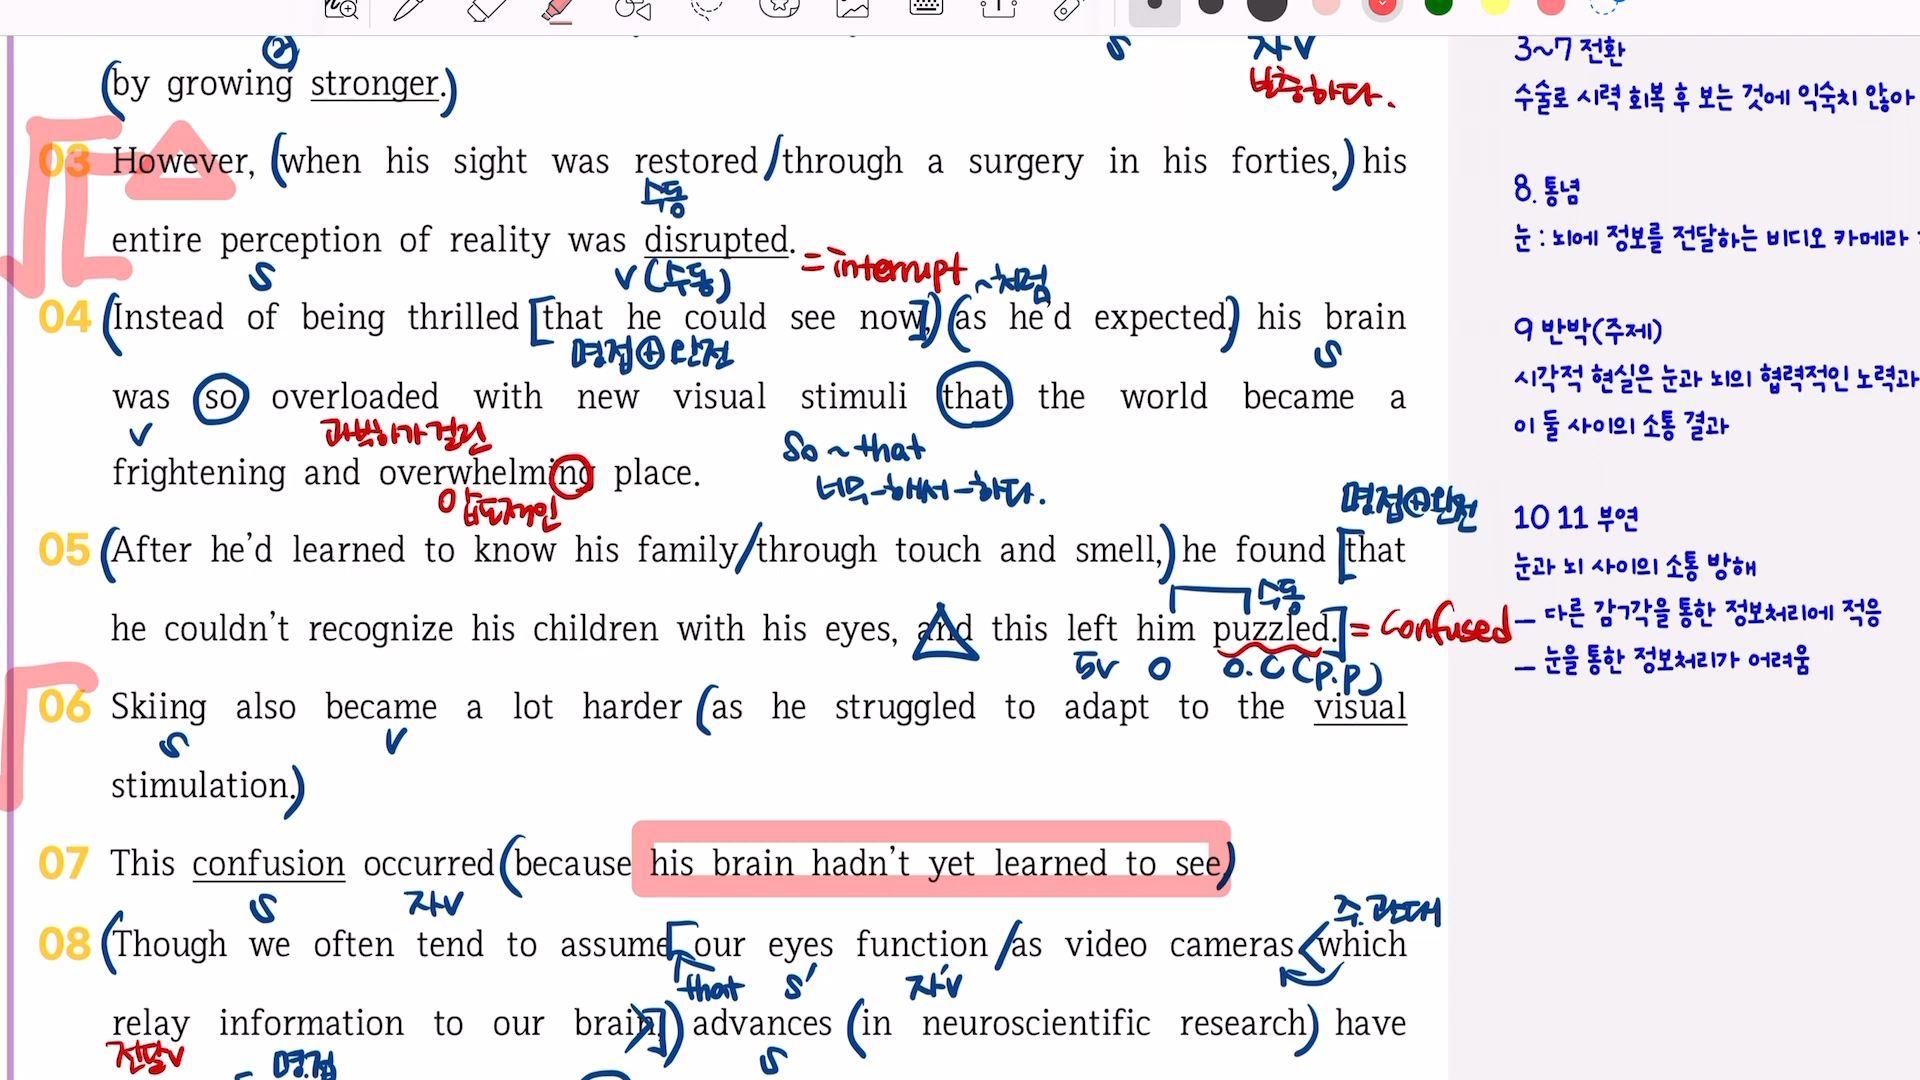 S 자V
(by growing stronger.)
발중하다.
03 However, (when his sight was restored / through a surgery in his forties,) his
수동
entire perception of reality was disrupted. = interrupt
S V (수동) ~처럼
04 (Instead of being thrilled [that he could see now,]) (as he'd expected,) his brain
명접+완전 S
was so overloaded with new visual stimuli that the world became a
V 과부하가 걸린 So ~ that
frightening and overwhelming place.
압도적인 너무 ~해서 ~하다.
명접+완전
05 (After he'd learned to know his family / through touch and smell,) he found [that
수동
he couldn't recognize his children with his eyes, and this left him puzzled.] = confused
5V O O.C (P.P)
06 Skiing also became a lot harder (as he struggled to adapt to the visual
S V
stimulation.)
07 This confusion occurred (because his brain hadn't yet learned to see.)
S 자V
주.관대
08 (Though we often tend to assume [our eyes function / as video cameras < which
that S' 자'V
relay information to our brain,]) advances (in neuroscientific research) have
전달V 명접 S
3~7 전환
수술로 시력 회복 후 보는 것에 익숙치 않아
8. 통념
눈 : 뇌에 정보를 전달하는 비디오 카메라
9 반박(주제)
시각적 현실은 눈과 뇌의 협력적인 노력과
이 둘 사이의 소통 결과
10 11 부연
눈과 뇌 사이의 소통 방해
– 다른 감각을 통한 정보처리에 적응
– 눈을 통한 정보처리가 어려움